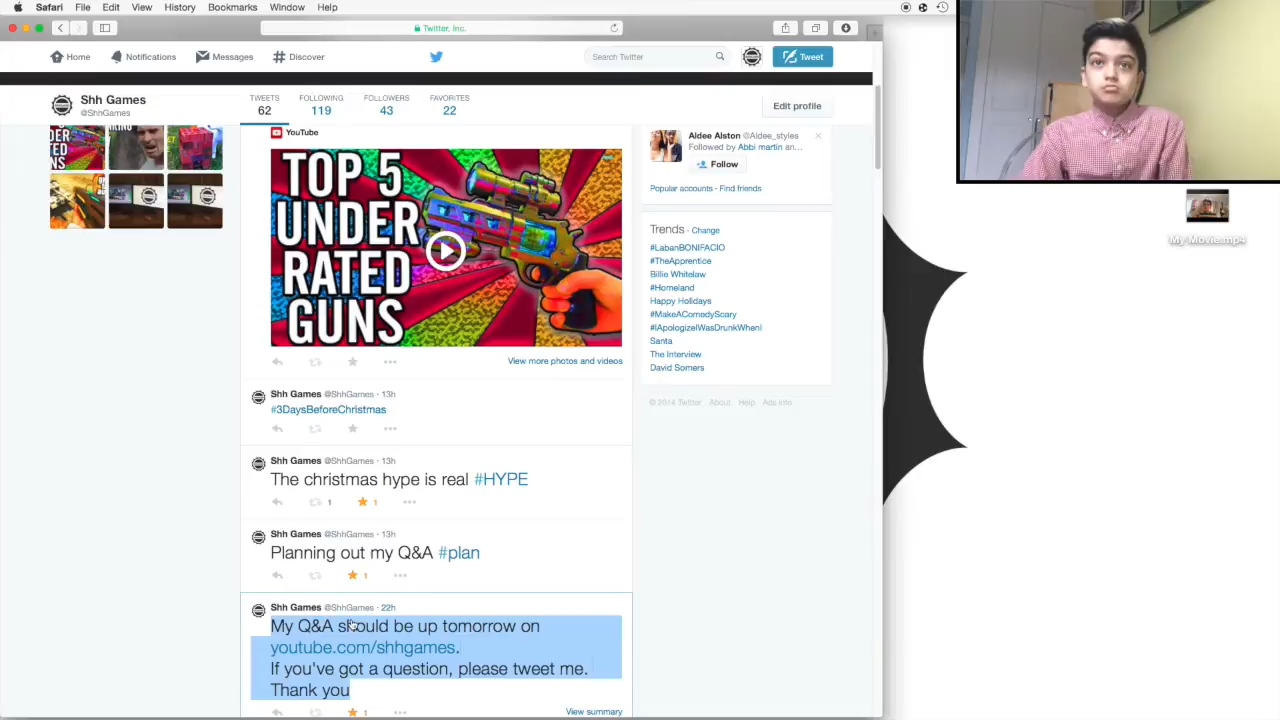 Safari File Edit View History Bookmarks Window Help
Twitter, Inc.
Home Notifications Messages Discover Search Twitter Tweet
Shh Games
@ShhGames
TWEETS FOLLOWING FOLLOWERS FAVORITES
62 119 43 22
Edit profile
YouTube
TOP 5
UNDER
RATED
GUNS
View more photos and videos
Shh Games @ShhGames · 13h
#3DaysBeforeChristmas
Shh Games @ShhGames · 13h
The christmas hype is real #HYPE
1 1
Shh Games @ShhGames · 13h
Planning out my Q&A #plan
1
Shh Games @ShhGames · 22h
My Q&A should be up tomorrow on
youtube.com/shhgames.
If you've got a question, please tweet me.
Thank you
1
View summary
Aldee Alston @Aldee_styles
Followed by Abbi martin an...
Follow
Popular accounts · Find friends
Trends · Change
#LabanBONIFACIO
#TheApprentice
Billie Whitelaw
#Homeland
Happy Holidays
#MakeAComedyScary
#IApologizeIWasDrunkWhenI
Santa
The Interview
David Somers
© 2014 Twitter About Help Ads info
My Movie.mp4